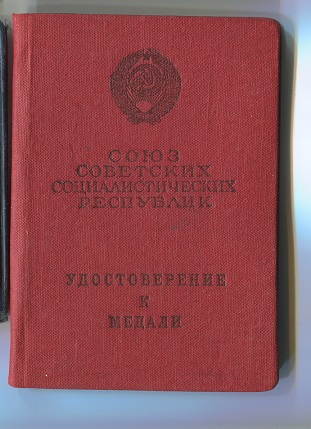 СОЮЗ
СОВЕТСКИХ
СОЦИАЛИСТИЧЕСКИХ
РЕСПУБЛИК
УДОСТОВЕРЕНИЕ
К
МЕДАЛИ